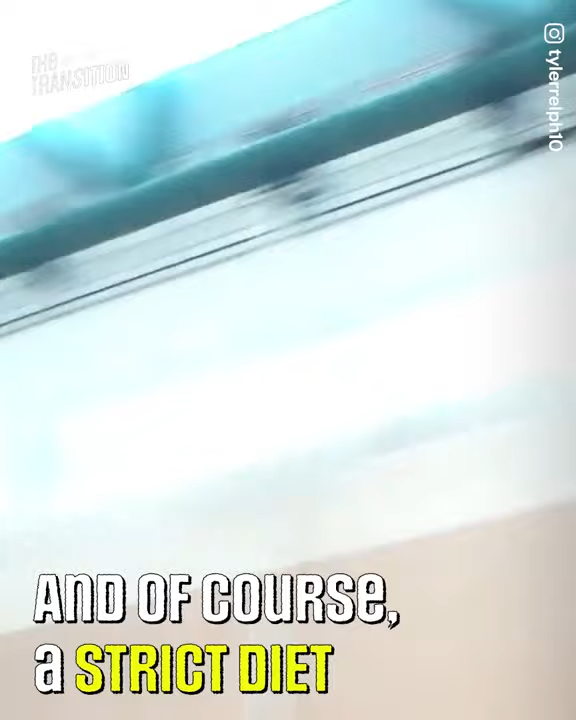 THE
TRANSITION
tylerrelph10
AND OF COURSE,
a STRICT DIET